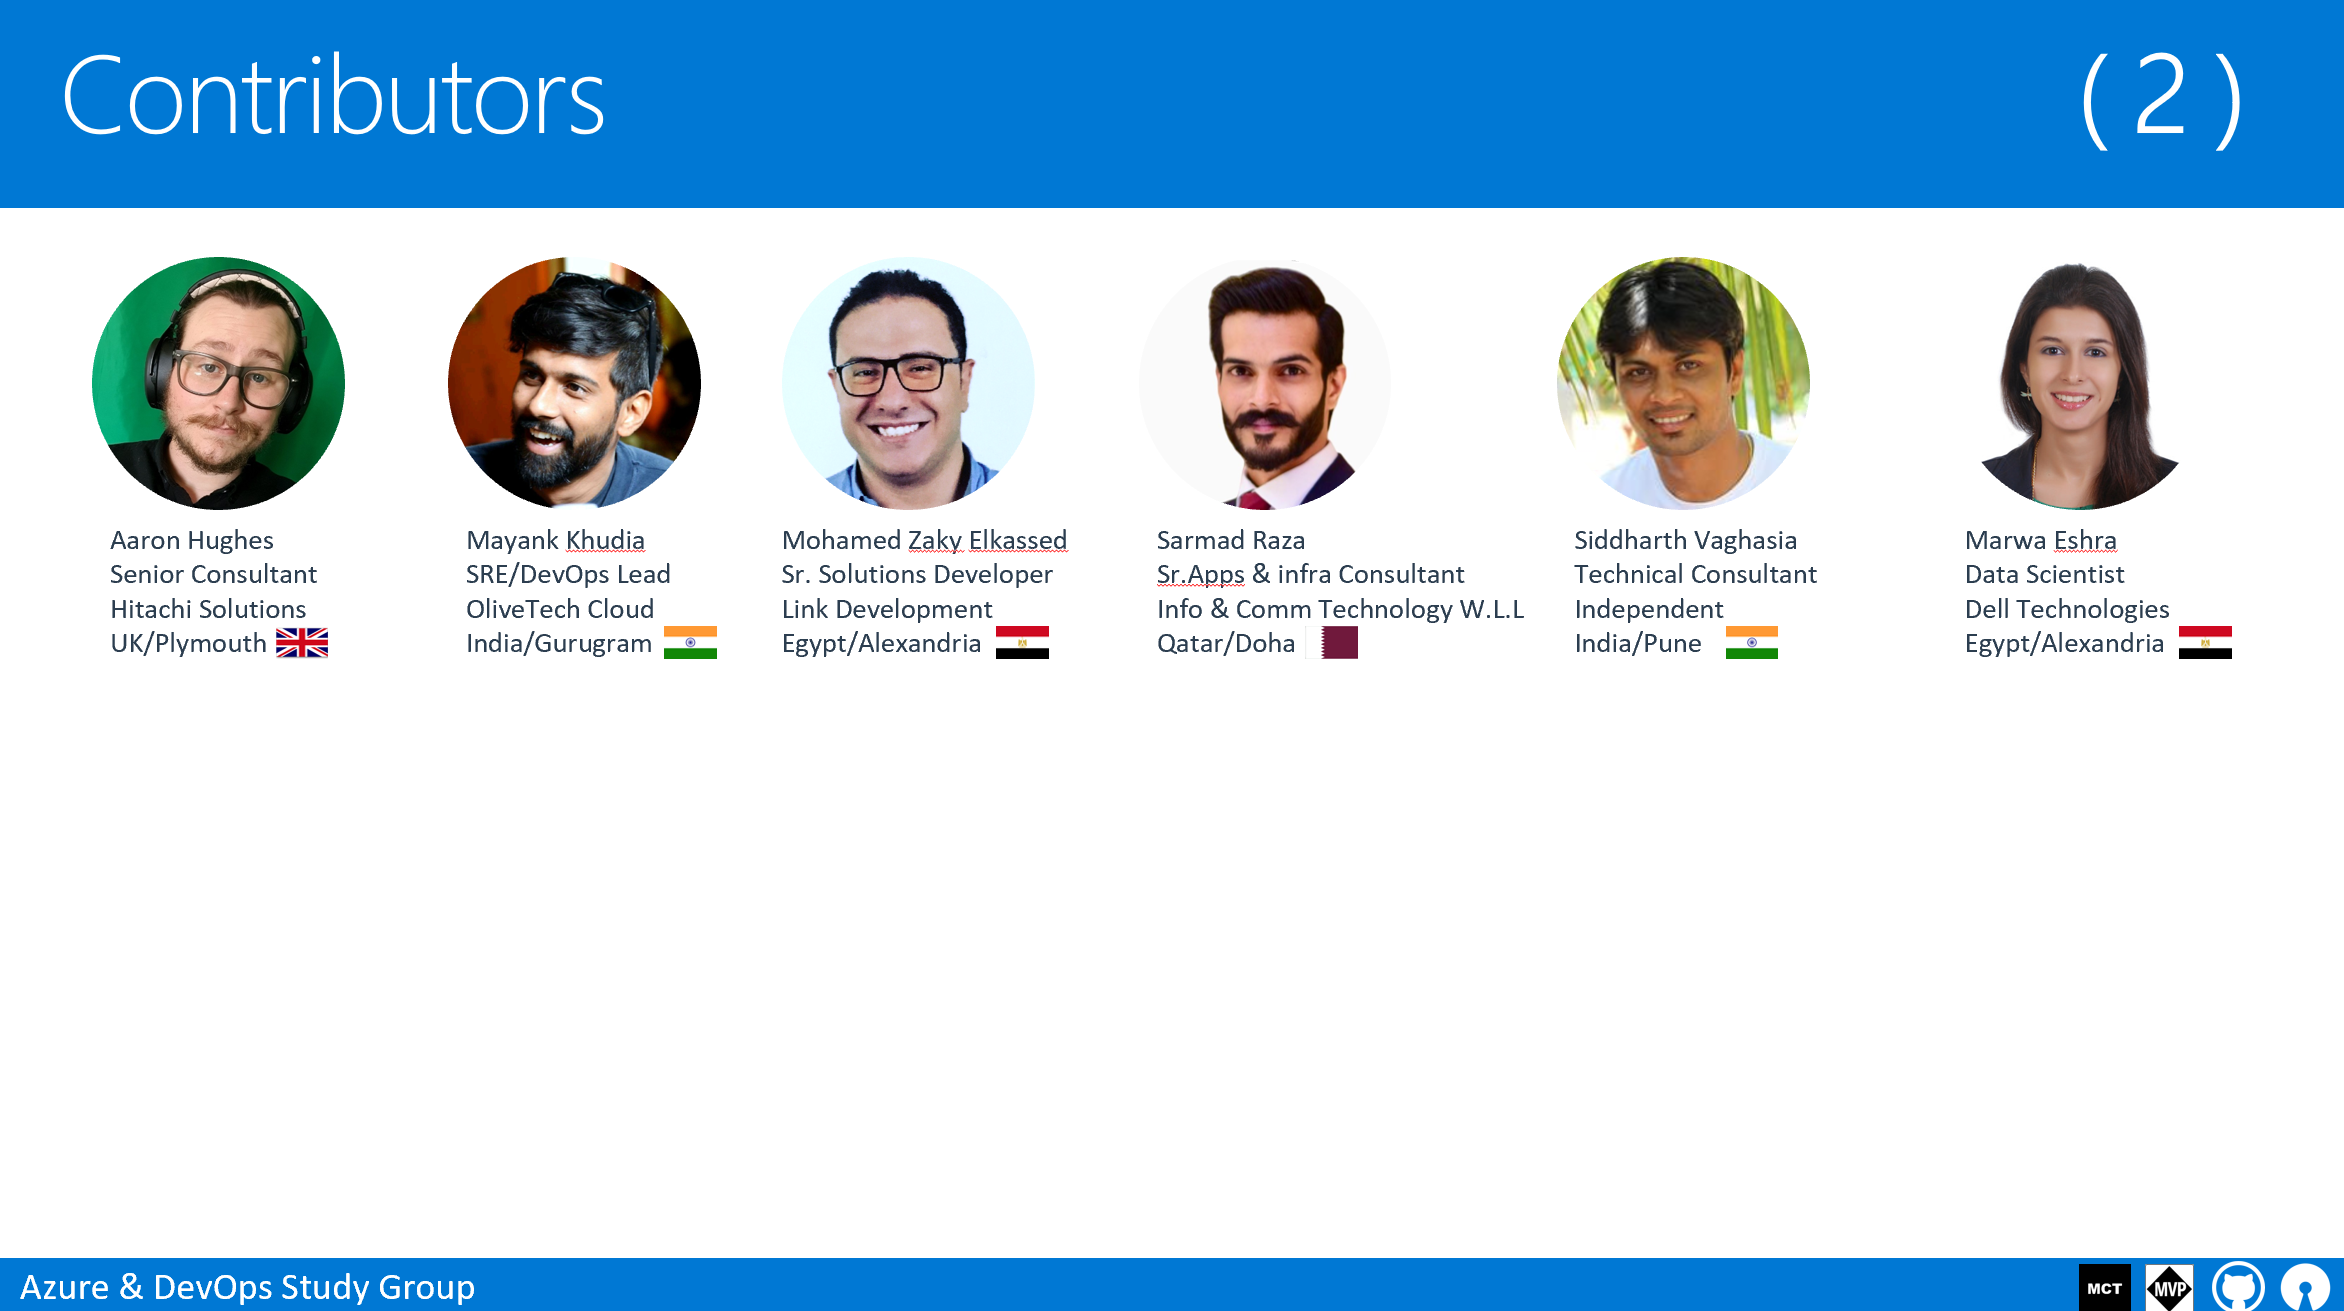 Contributors ( 2 )
Aaron Hughes
Senior Consultant
Hitachi Solutions
UK/Plymouth
Mayank Khudia
SRE/DevOps Lead
OliveTech Cloud
India/Gurugram
Mohamed Zaky Elkassed
Sr. Solutions Developer
Link Development
Egypt/Alexandria
Sarmad Raza
Sr.Apps & infra Consultant
Info & Comm Technology W.L.L
Qatar/Doha
Siddharth Vaghasia
Technical Consultant
Independent
India/Pune
Marwa Eshra
Data Scientist
Dell Technologies
Egypt/Alexandria
Azure & DevOps Study Group
MCT
MVP